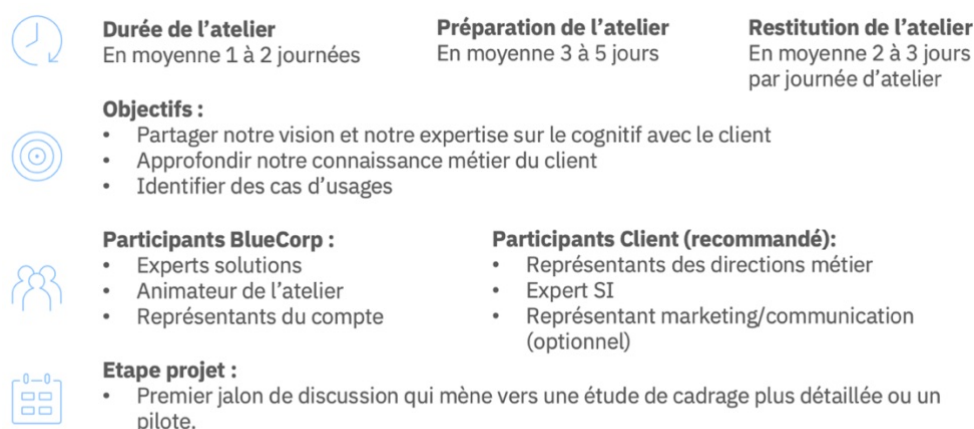 Durée de l'atelier
En moyenne 1 à 2 journées
Préparation de l'atelier
En moyenne 3 à 5 jours
Restitution de l'atelier
En moyenne 2 à 3 jours
par journée d'atelier
Objectifs :
• Partager notre vision et notre expertise sur le cognitif avec le client
• Approfondir notre connaissance métier du client
• Identifier des cas d'usages
Participants BlueCorp :
• Experts solutions
• Animateur de l'atelier
• Représentants du compte
Participants Client (recommandé):
• Représentants des directions métier
• Expert SI
• Représentant marketing/communication
(optionnel)
Etape projet :
• Premier jalon de discussion qui mène vers une étude de cadrage plus détaillée ou un
pilote.